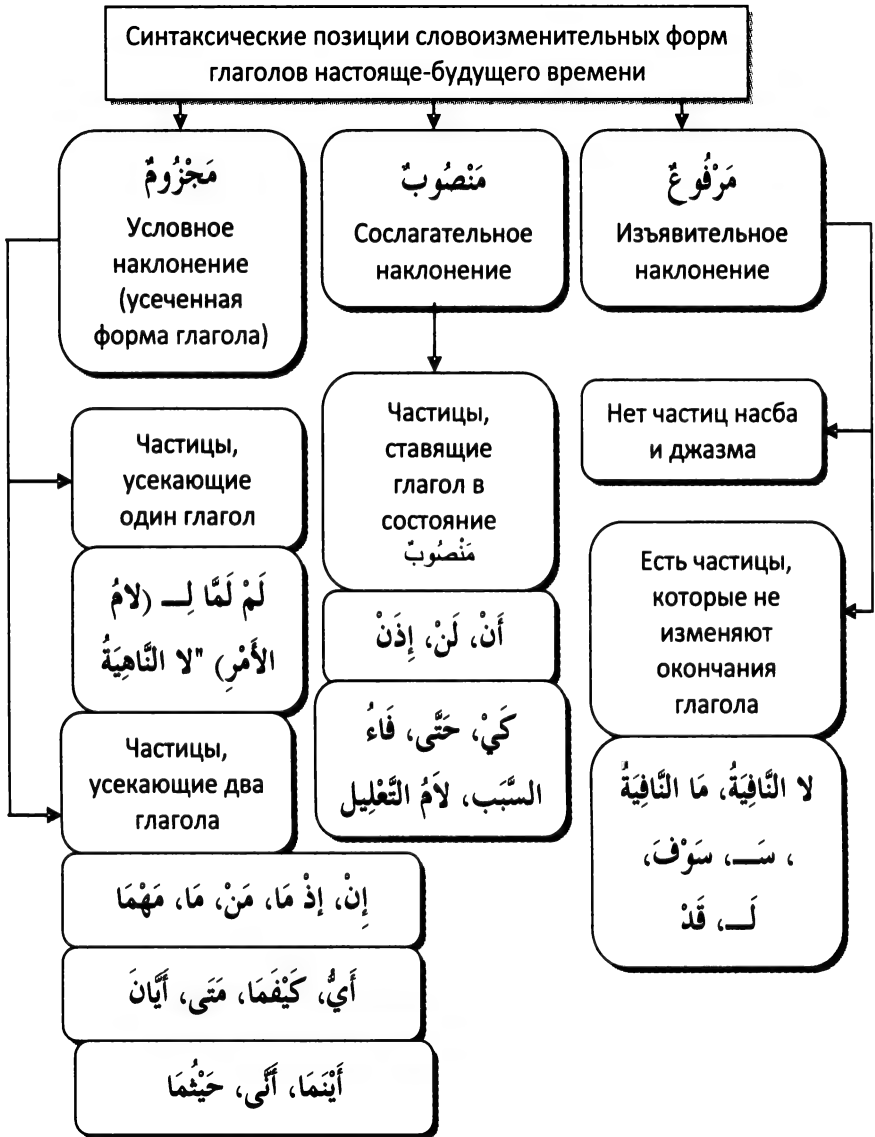 Синтаксические позиции словоизменительных форм
глаголов настояще-будущего времени
مَجْزُومٌ
Условное
наклонение
(усеченная
форма глагола)
مَنْصُوبٌ
Сослагательное
наклонение
مَرْفُوعٌ
Изъявительное
наклонение
Частицы,
усекающие
один глагол
لَمْ لَمَّا لِـــ (لامُ
الأَمْرِ) "لا النَّاهِيَةُ
Частицы,
усекающие два
глагола
إِنْ، إِذْ مَا، مَنْ، مَا، مَهْمَا
أَيُّ، كَيْفَمَا، مَتَى، أَيَّانَ
أَيْنَمَا، أَنَّى، حَيْثُمَا
Частицы,
ставящие
глагол в
состояние
مَنْصُوبٌ
أَنْ، لَنْ، إِذَنْ
كَيْ، حَتَّى، فَاءُ
السَّبَب، لاَمُ التَّعْلِيل
Нет частиц насба
и джазма
Есть частицы,
которые не
изменяют
окончания
глагола
لا النَّافِيَةُ، مَا النَّافِيَةُ
، سَـــ، سَوْفَ،
لَـــ، قَدْ